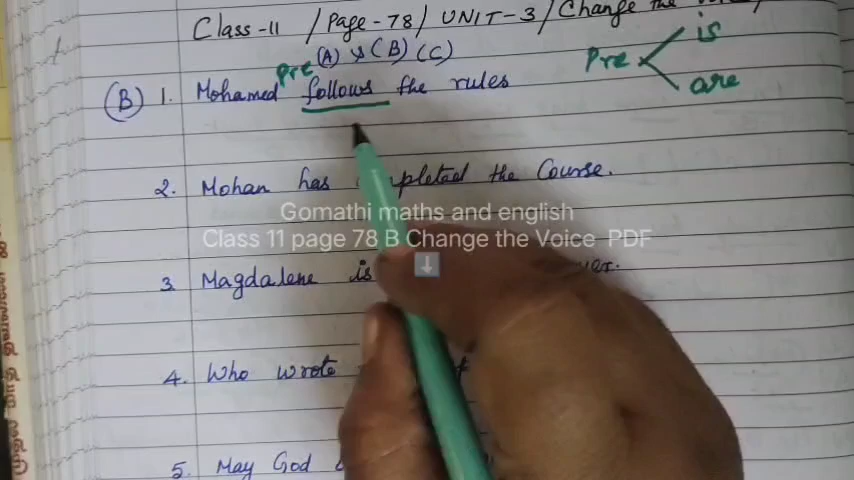 Class-11 / Page-78 / UNIT-3 / Change the
(A) (B) (C)
Pre
Pre is
are
(B) 1. Mohamed follows the rules
2. Mohan has the Course.
Gomathi maths and english
Class 11 page 78 B Change the Voice PDF
3. Magdalene is
4. Who wrote
5. May God